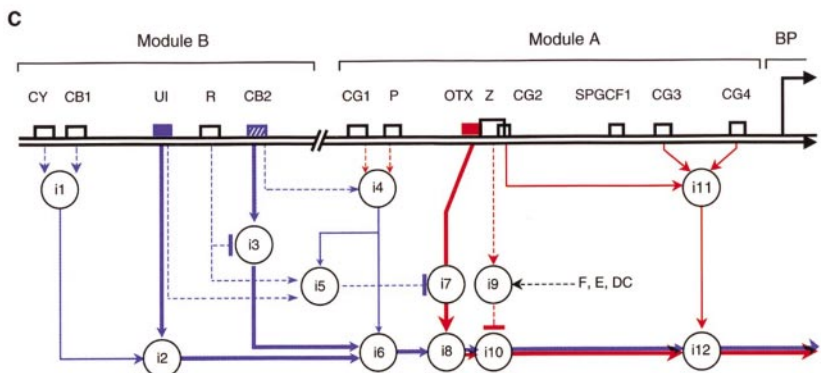 C
Module B Module A BP
CY CB1 UI R CB2 CG1 P OTX Z CG2 SPGCF1 CG3 CG4
i1 i4 i11
i3
i5 i7 i9 F, E, DC
i2 i6 i8 i10 i12